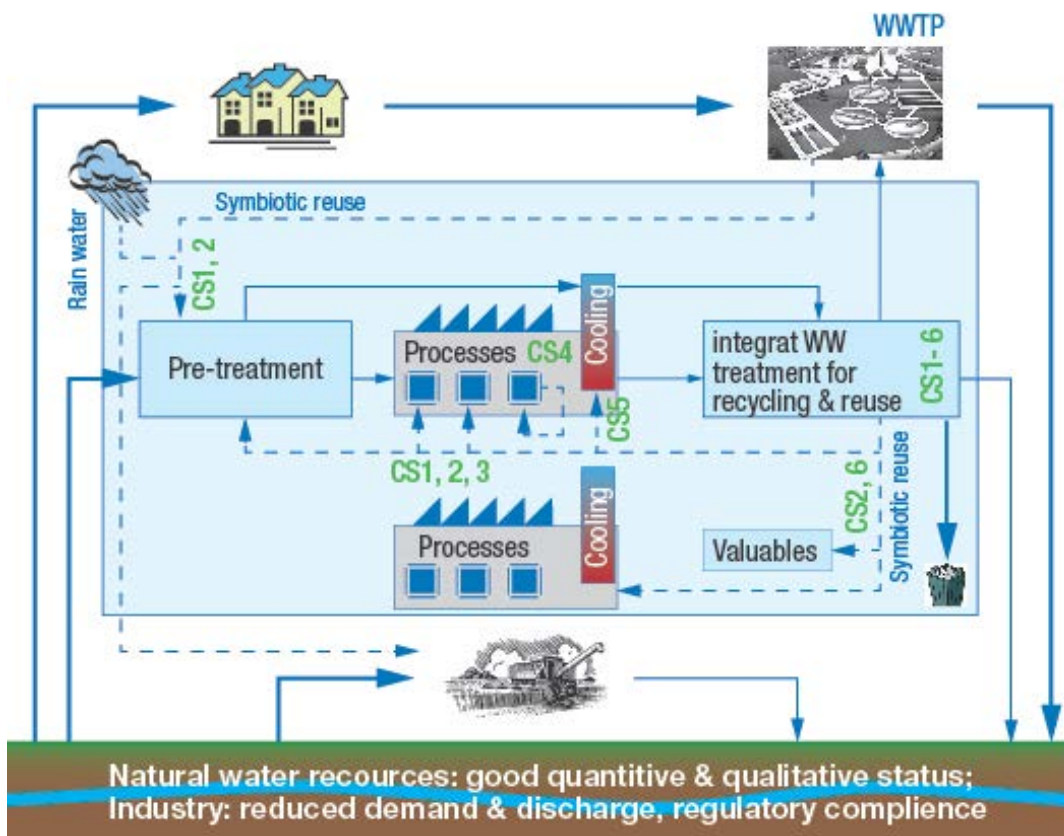 WWTP
Symbiotic reuse
Rain water
CS1, 2
Pre-treatment
Processes CS4
Cooling
CS5
integrat WW
treatment for
recycling & reuse
CS1- 6
CS1, 2, 3
Processes
Cooling
Valuables
CS2, 6
Symbiotic reuse
Natural water recources: good quantitive & qualitative status;
Industry: reduced demand & discharge, regulatory complience